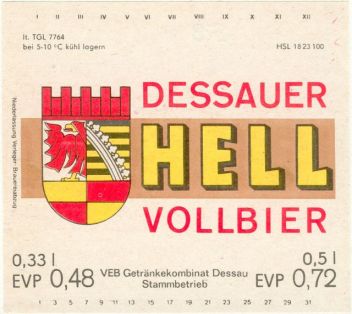 I II III IV V VI VII VIII IX X XI XII
lt. TGL 7764
bei 5-10 °C kühl lagern
HSL 18 23 100
DESSAUER
HELL
VOLLBIER
0,33 l
EVP 0,48
VEB Getränkekombinat Dessau
Stammbetrieb
0,5 l
EVP 0,72
1 3 5 7 9 11 13 15 17 19 21 23 25 27 29 31